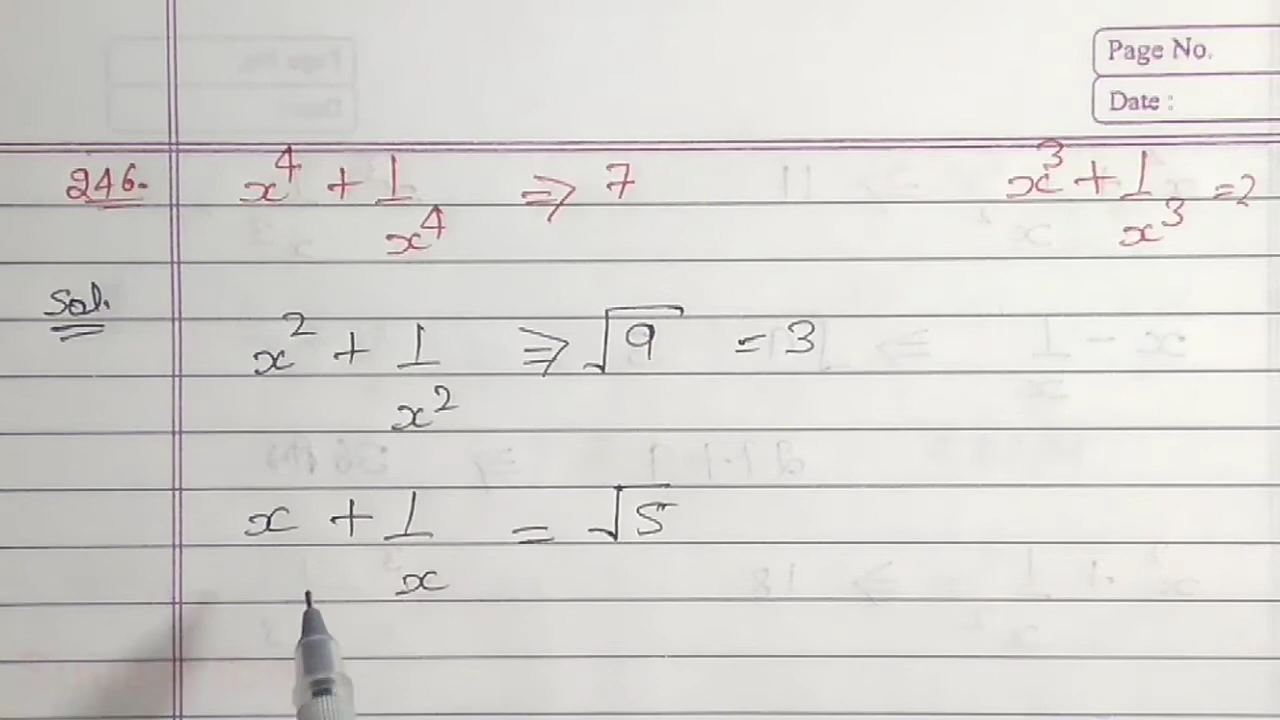 Page No.
Date :
246. x⁴ + 1/x⁴ ⇒ 7 x³ + 1/x³ = 2
Sol. x² + 1/x² ⇒ √9 = 3
x + 1/x = √5